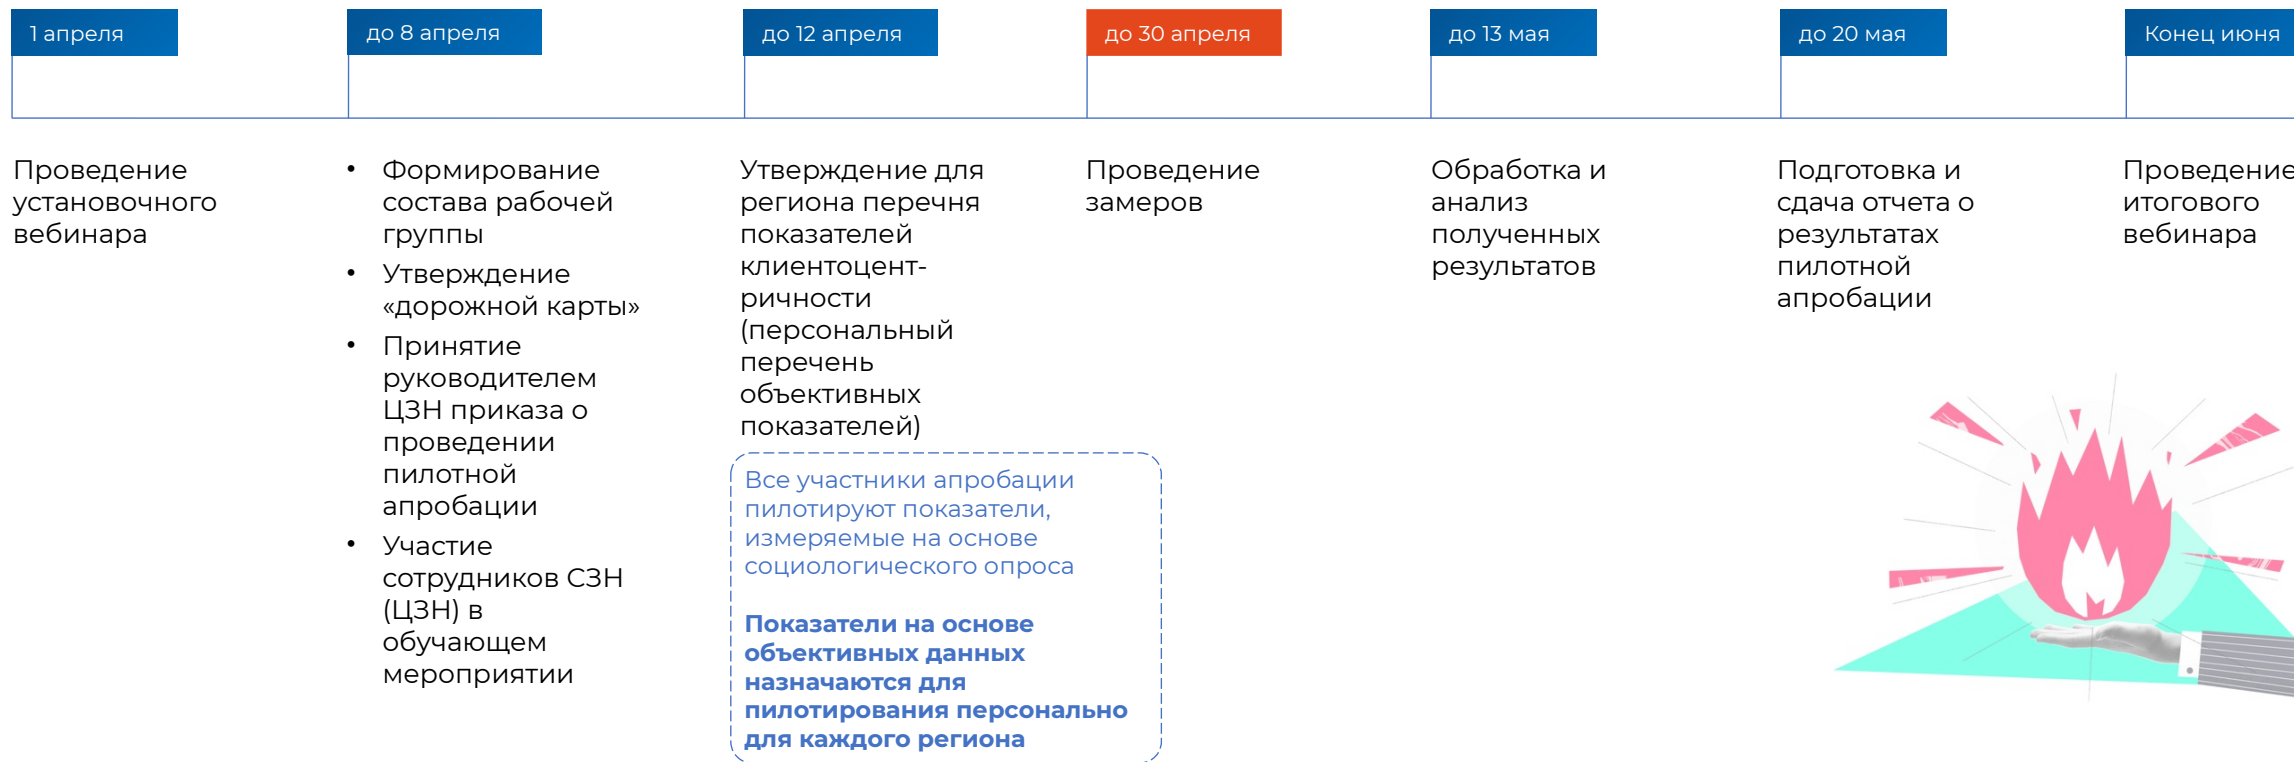 1 апреля
до 8 апреля
до 12 апреля
до 30 апреля
до 13 мая
до 20 мая
Конец июня
Проведение
установочного
вебинара
• Формирование
состава рабочей
группы
• Утверждение
«дорожной карты»
• Принятие
руководителем
ЦЗН приказа о
проведении
пилотной
апробации
• Участие
сотрудников СЗН
(ЦЗН) в
обучающем
мероприятии
Утверждение для
региона перечня
показателей
клиентоцент-
ричности
(персональный
перечень
объективных
показателей)
Все участники апробации
пилотируют показатели,
измеряемые на основе
социологического опроса
Показатели на основе
объективных данных
назначаются для
пилотирования персонально
для каждого региона
Проведение
замеров
Обработка и
анализ
полученных
результатов
Подготовка и
сдача отчета о
результатах
пилотной
апробации
Проведение
итогового
вебинара